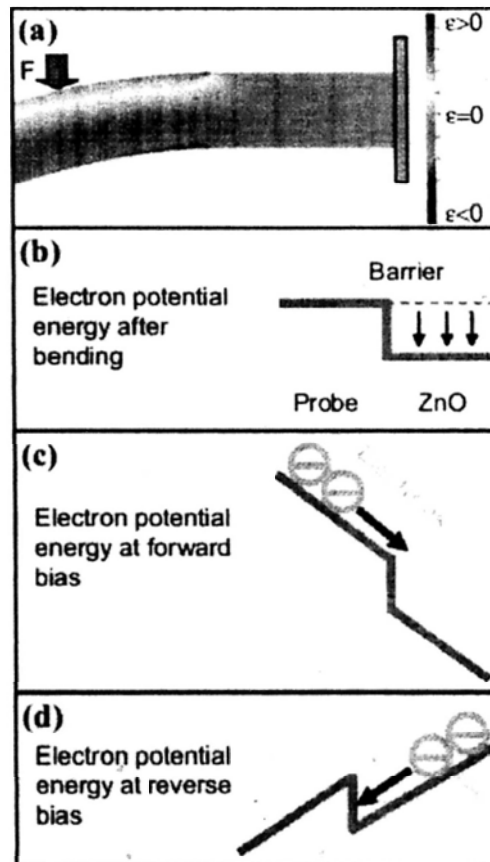 (a)
F
ε>0
ε=0
ε<0
(b)
Barrier
Electron potential
energy after
bending
Probe
ZnO
(c)
Electron potential
energy at forward
bias
(d)
Electron potential
energy at reverse
bias